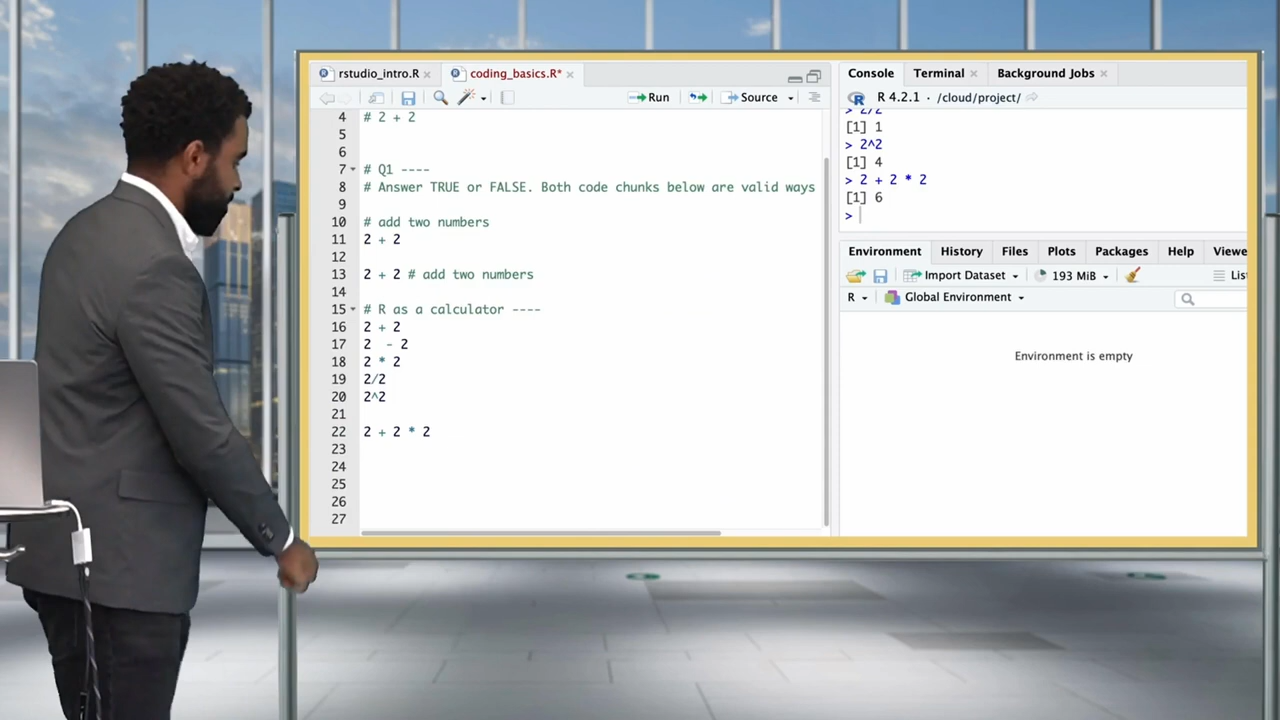 rstudio_intro.R
coding_basics.R*
Run
Source
4 # 2 + 2
5
6
7 # Q1 ----
8 # Answer TRUE or FALSE. Both code chunks below are valid ways
9
10 # add two numbers
11 2 + 2
12
13 2 + 2 # add two numbers
14
15 # R as a calculator ----
16 2 + 2
17 2  - 2
18 2 * 2
19 2/2
20 2^2
21
22 2 + 2 * 2
23
24
25
26
27
Console Terminal Background Jobs
R 4.2.1 · /cloud/project/
> 2/2
[1] 1
> 2^2
[1] 4
> 2 + 2 * 2
[1] 6
>
Environment History Files Plots Packages Help Viewe
Import Dataset 193 MiB Lis
R Global Environment
Environment is empty